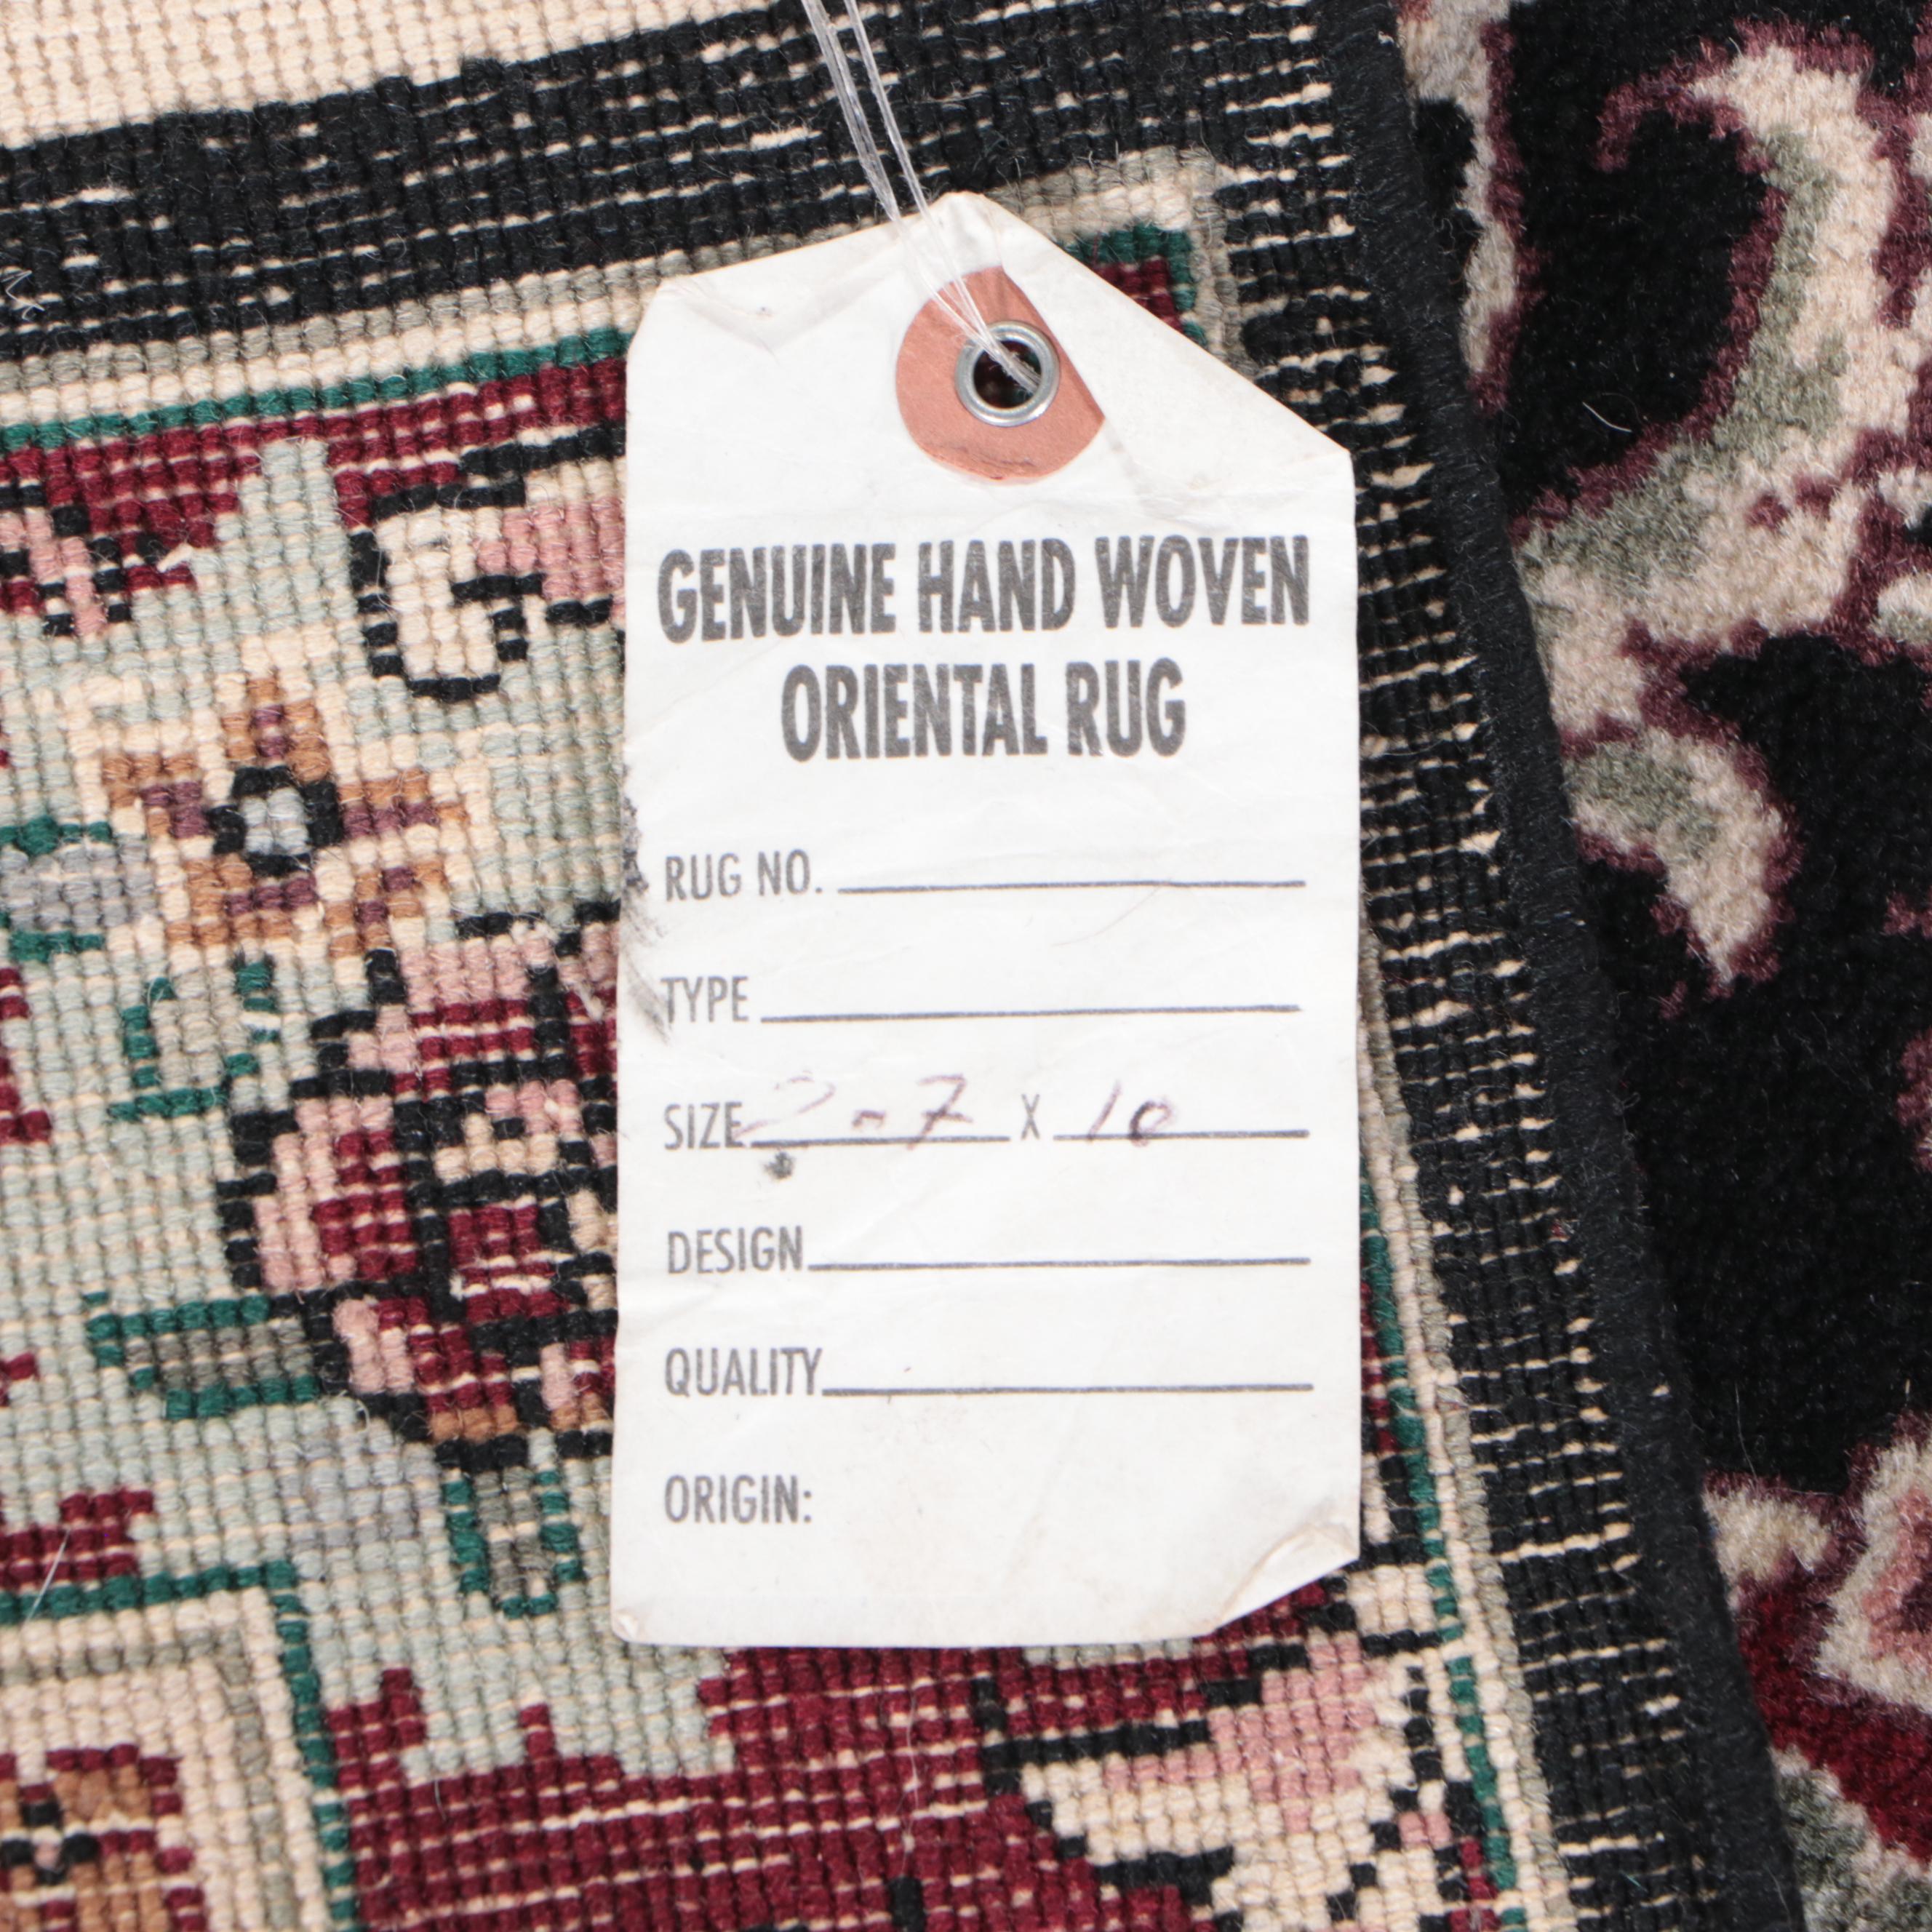 GENUINE HAND WOVEN
ORIENTAL RUG
RUG NO.
TYPE
SIZE 2-7 X 10
DESIGN
QUALITY
ORIGIN: